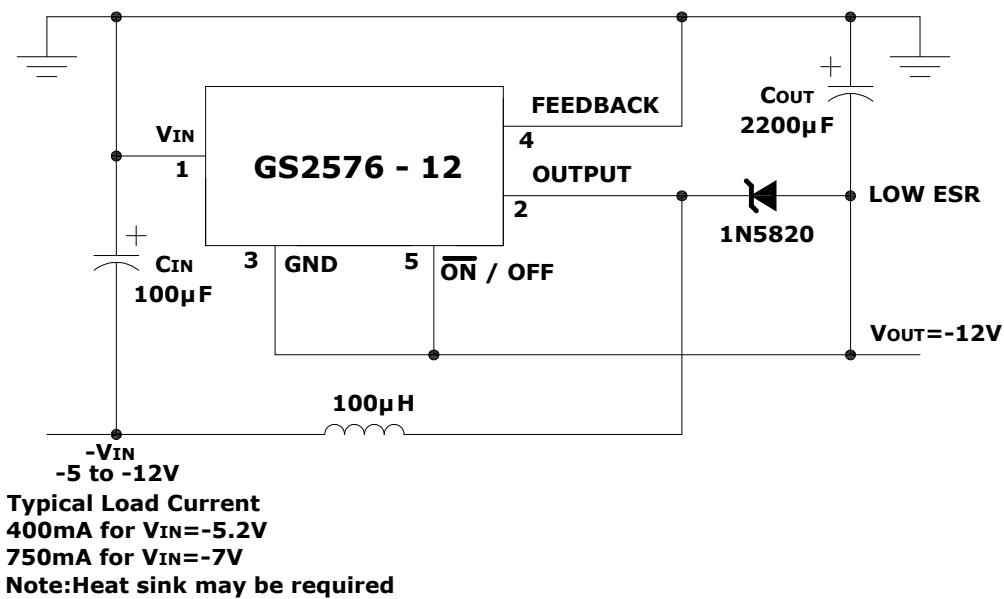 COUT
2200μF
FEEDBACK
4
VIN
1
GS2576 - 12
OUTPUT
2
LOW ESR
1N5820
3
GND
5
ON / OFF
CIN
100μF
VOUT=-12V
100μH
-VIN
-5 to -12V
Typical Load Current
400mA for VIN=-5.2V
750mA for VIN=-7V
Note:Heat sink may be required